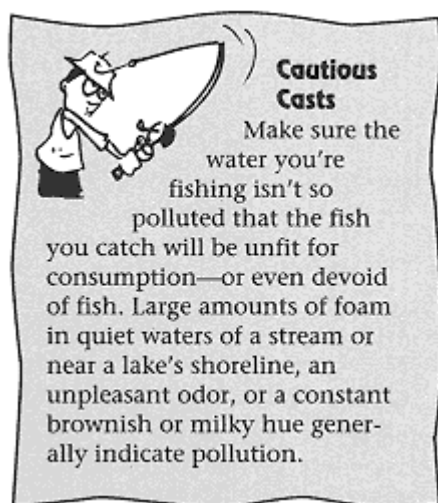 Cautious
Casts
Make sure the
water you're
fishing isn't so
polluted that the fish
you catch will be unfit for
consumption—or even devoid
of fish. Large amounts of foam
in quiet waters of a stream or
near a lake's shoreline, an
unpleasant odor, or a constant
brownish or milky hue gener-
ally indicate pollution.